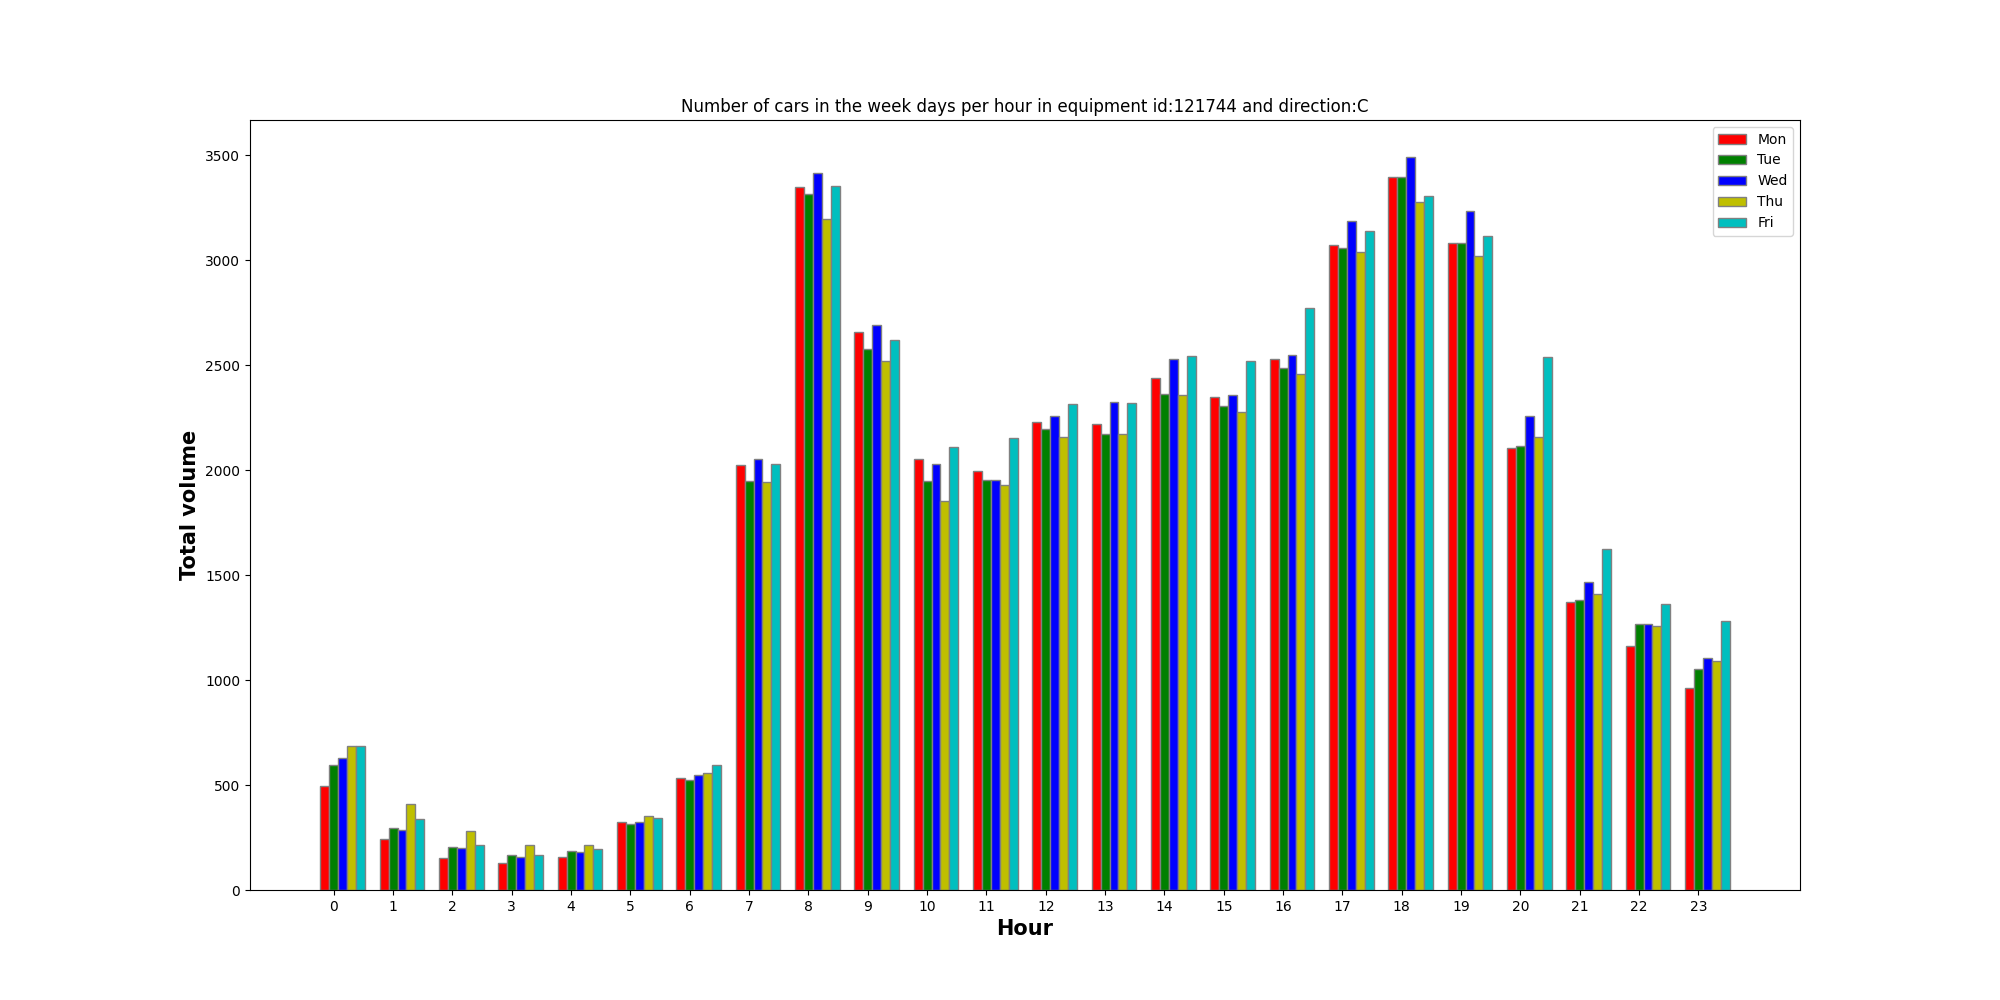 Number of cars in the week days per hour in equipment id:121744 and direction:C
Mon
Tue
Wed
Thu
Fri
3500
3000
2500
2000
1500
1000
500
0
Total volume
0 1 2 3 4 5 6 7 8 9 10 11 12 13 14 15 16 17 18 19 20 21 22 23
Hour